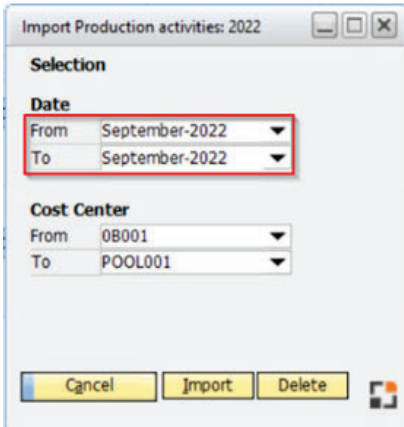 Import Production activities: 2022
Selection
Date
From September-2022
To September-2022
Cost Center
From 0B001
To POOL001
Cancel Import Delete